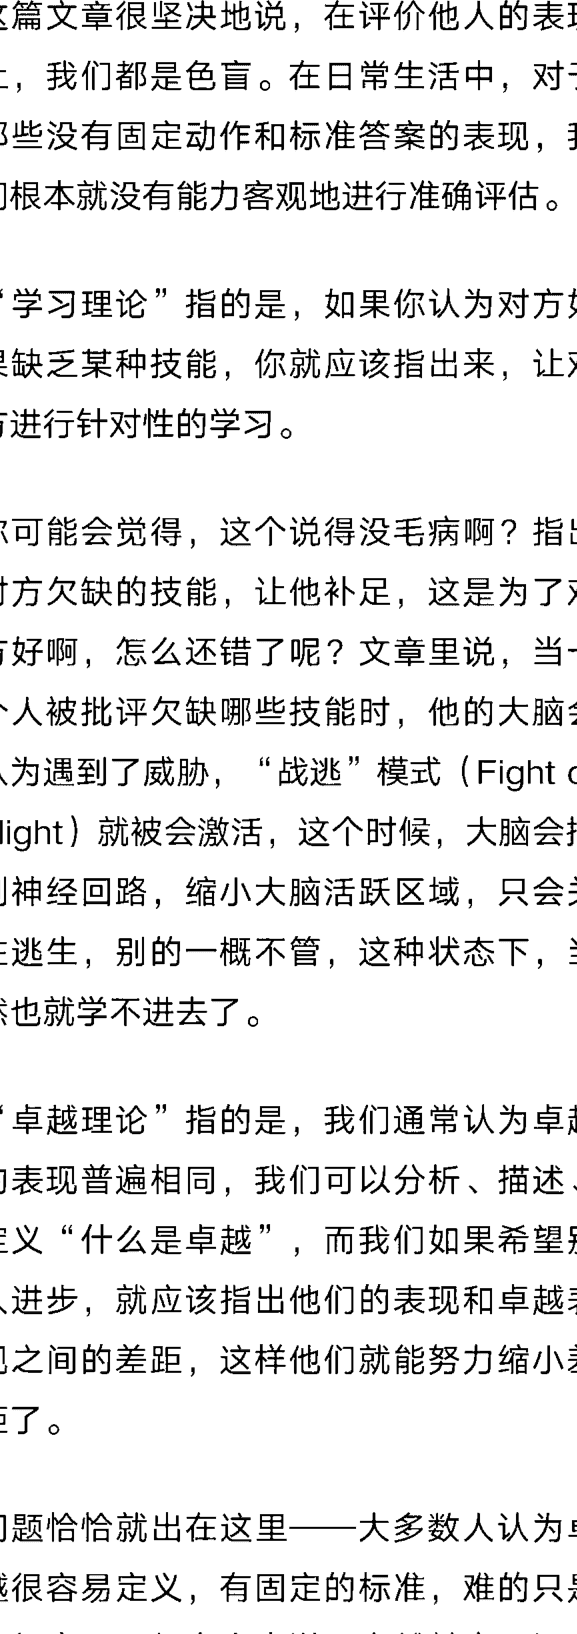 这篇文章很坚决地说，在评价他人的表现
上，我们都是色盲。在日常生活中，对于
那些没有固定动作和标准答案的表现，我
们根本就没有能力客观地进行准确评估。
“学习理论”指的是，如果你认为对方如
果缺乏某种技能，你就应该指出来，让对
方进行针对性的学习。
你可能会觉得，这个说得没毛病啊？指出
对方欠缺的技能，让他补足，这是为了对
方好啊，怎么还错了呢？文章里说，当一
个人被批评欠缺哪些技能时，他的大脑会
认为遇到了威胁，“战逃”模式（Fight o
light）就被会激活，这个时候，大脑会抑
制神经回路，缩小大脑活跃区域，只会关
注逃生，别的一概不管，这种状态下，当
然也就学不进去了。
“卓越理论”指的是，我们通常认为卓越
的表现普遍相同，我们可以分析、描述、
定义“什么是卓越”，而我们如果希望别
人进步，就应该指出他们的表现和卓越表
现之间的差距，这样他们就能努力缩小差
距了。
问题恰恰就出在这里——大多数人认为卓
越很容易定义，有固定的标准，难的只是